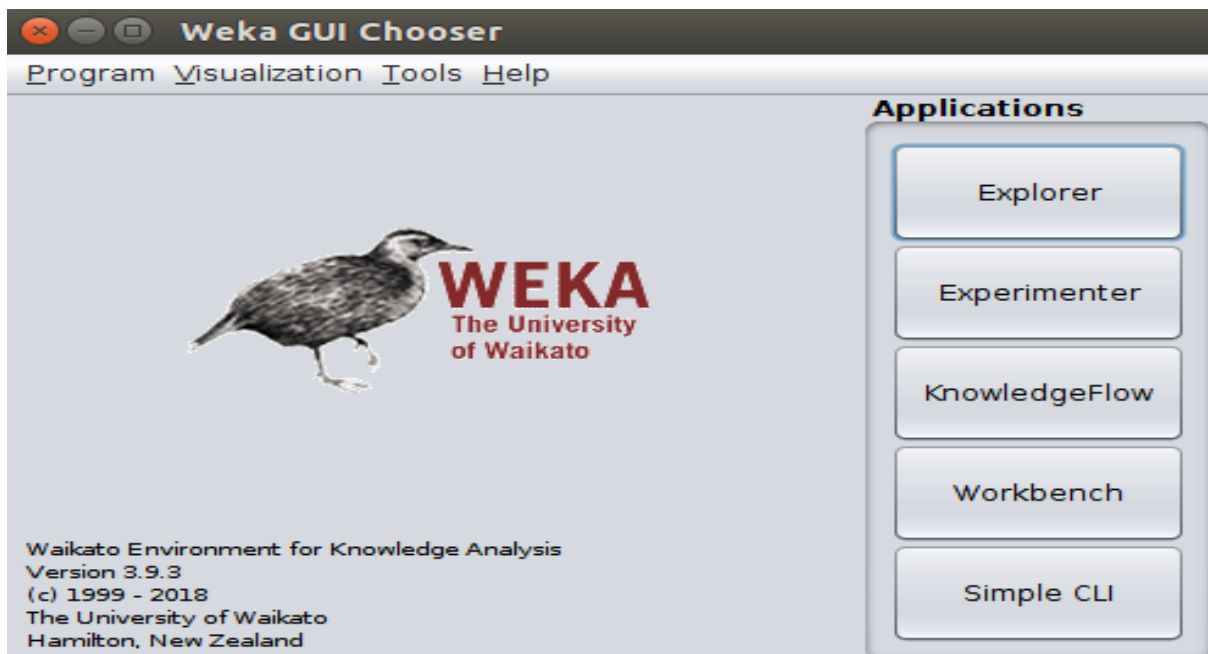 Weka GUI Chooser
Program Visualization Tools Help
Applications
Explorer
Experimenter
KnowledgeFlow
Workbench
Simple CLI
WEKA
The University
of Waikato
Waikato Environment for Knowledge Analysis
Version 3.9.3
(c) 1999 - 2018
The University of Waikato
Hamilton, New Zealand